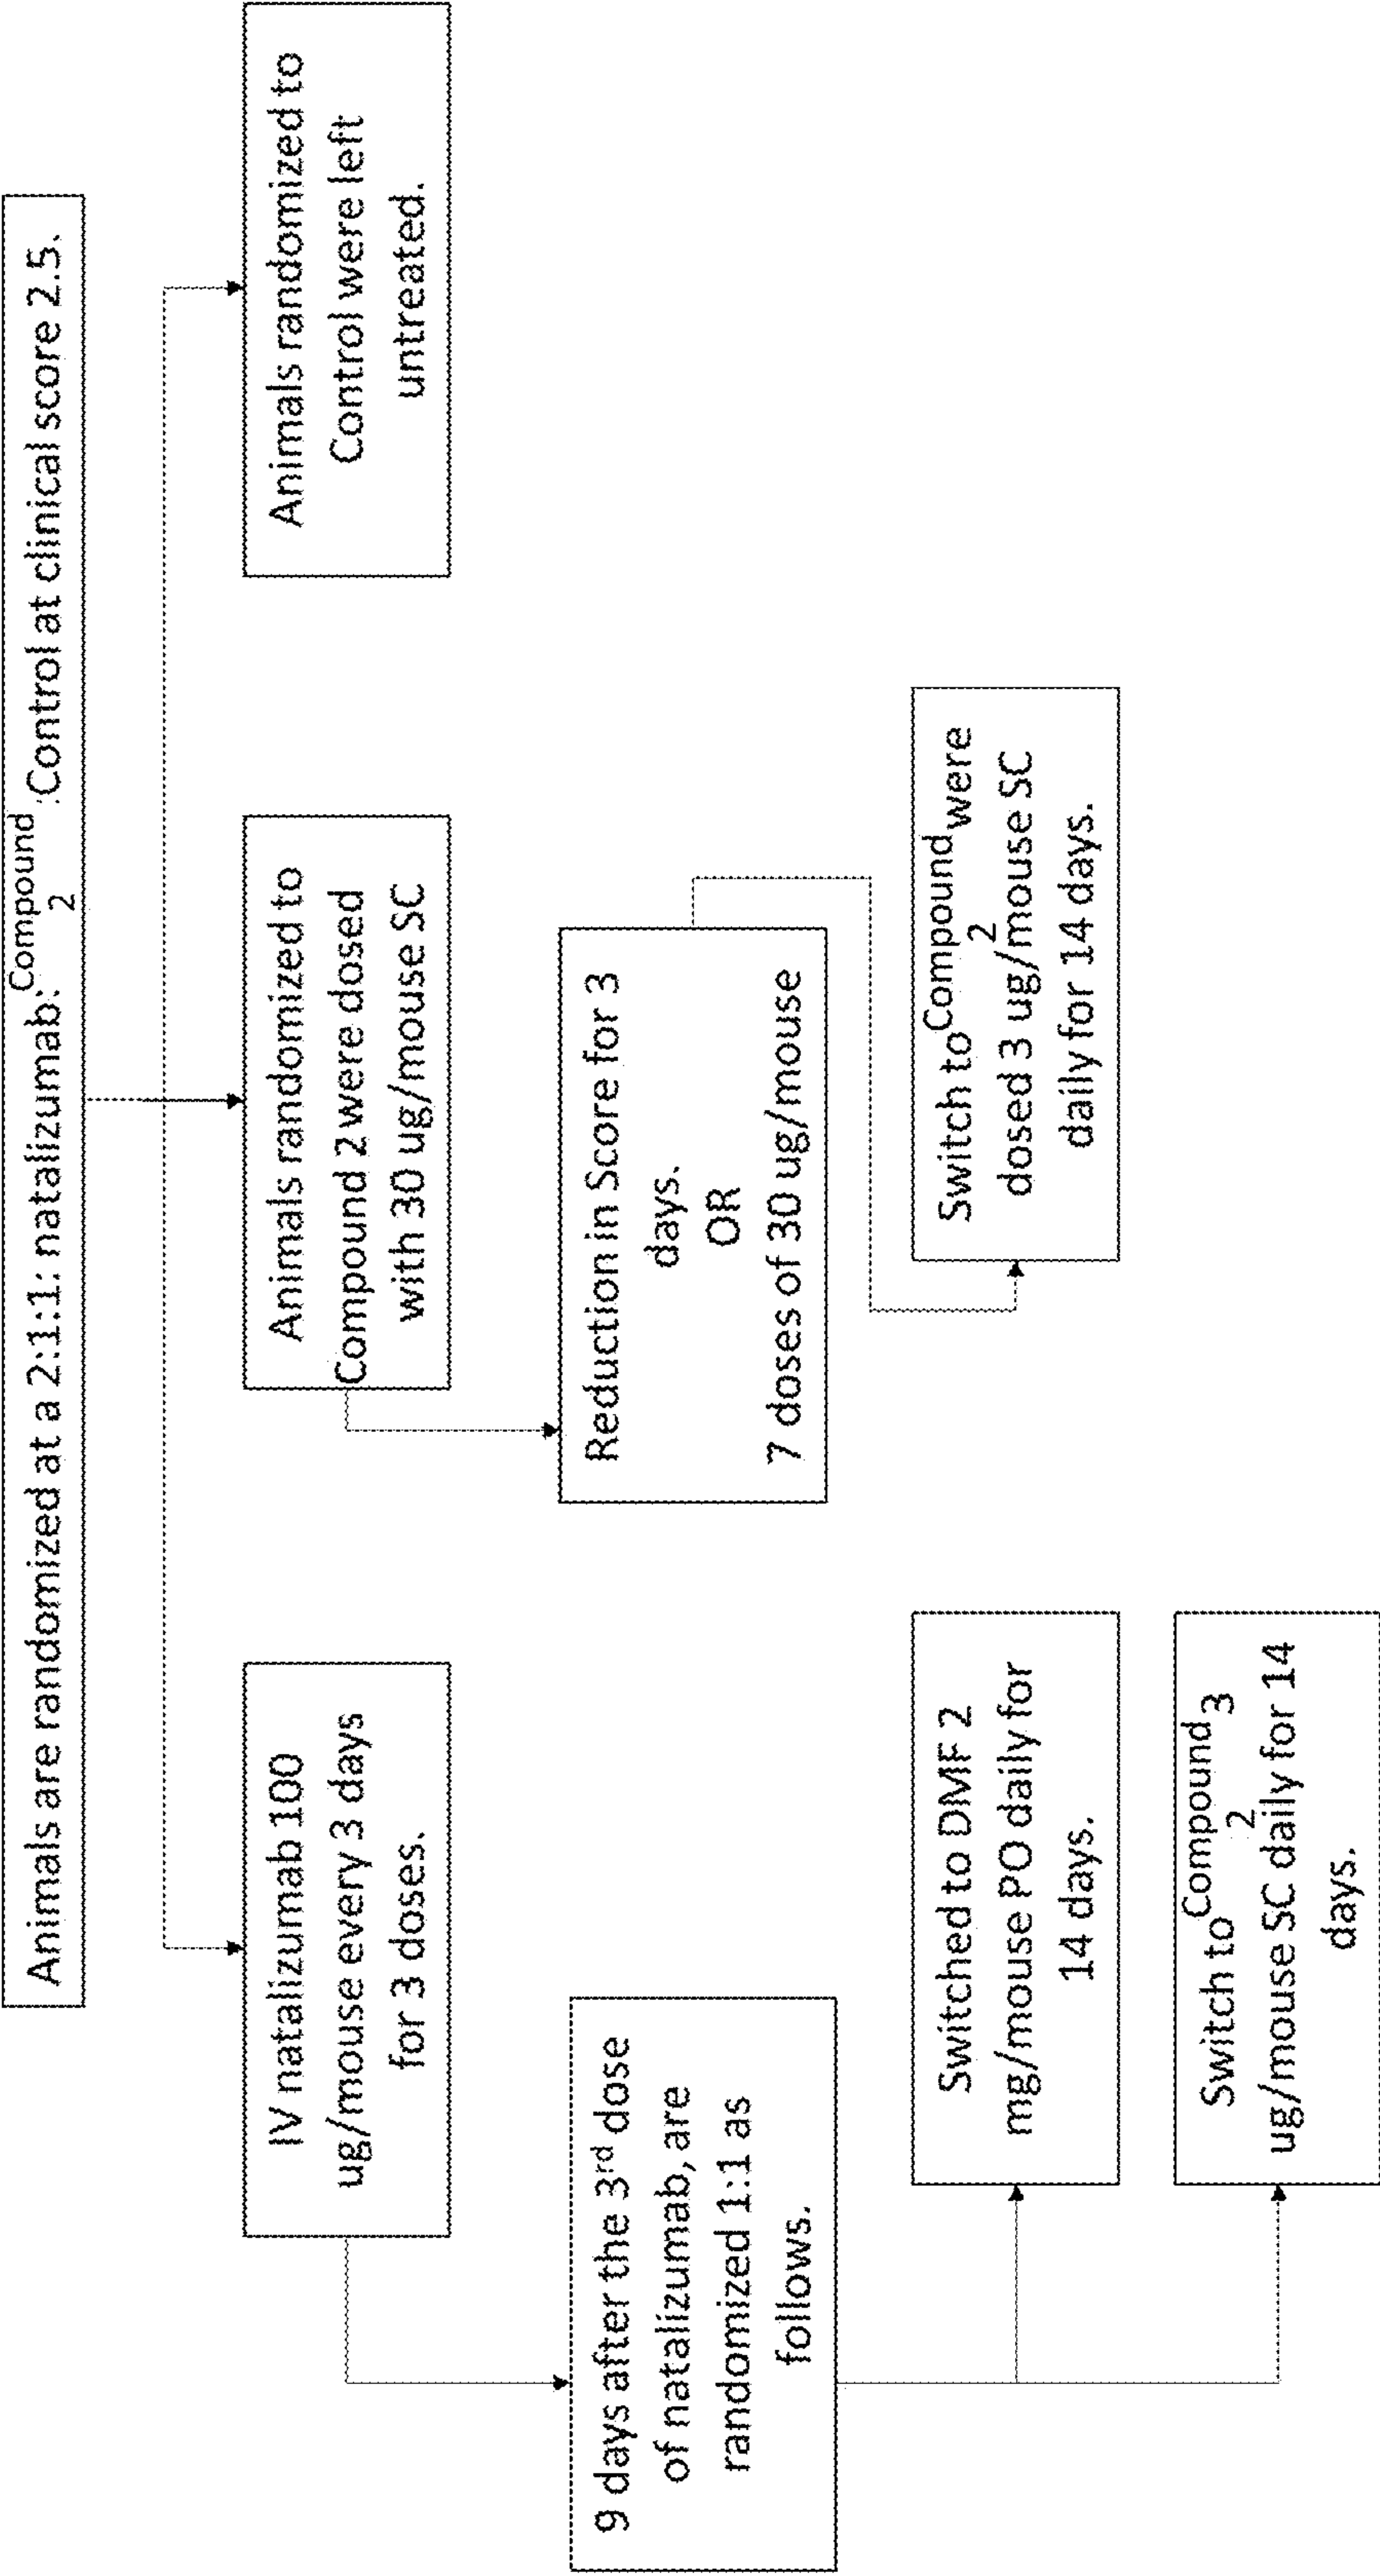 Animals are randomized at a 2:1:1: natalizumab: Compound 2 :Control at clinical score 2.5.
IV natalizumab 100
ug/mouse every 3 days
for 3 doses.
Animals randomized to
Compound 2 were dosed
with 30 ug/mouse SC
Animals randomized to
Control were left
untreated.
9 days after the 3rd dose
of natalizumab, are
randomized 1:1 as
follows.
Reduction in Score for 3
days.
OR
7 doses of 30 ug/mouse
Switched to DMF 2
mg/mouse PO daily for
14 days.
Switch to Compound 2 were
dosed 3 ug/mouse SC
daily for 14 days.
Switch to Compound 2 3
ug/mouse SC daily for 14
days.